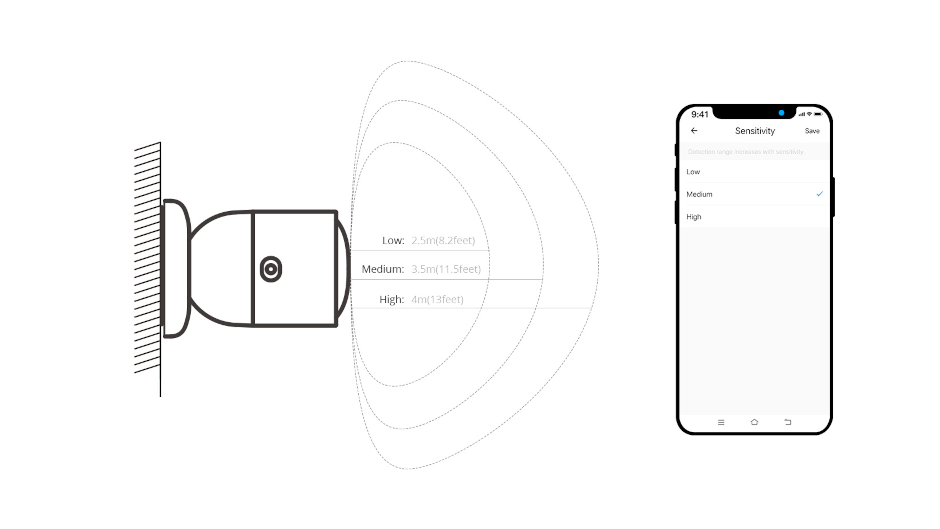 Low: 2.5m(8.2feet)
Medium: 3.5m(11.5feet)
High: 4m(13feet)
9:41
Sensitivity
Save
Detection range increases with sensitivity.
Low
Medium
High